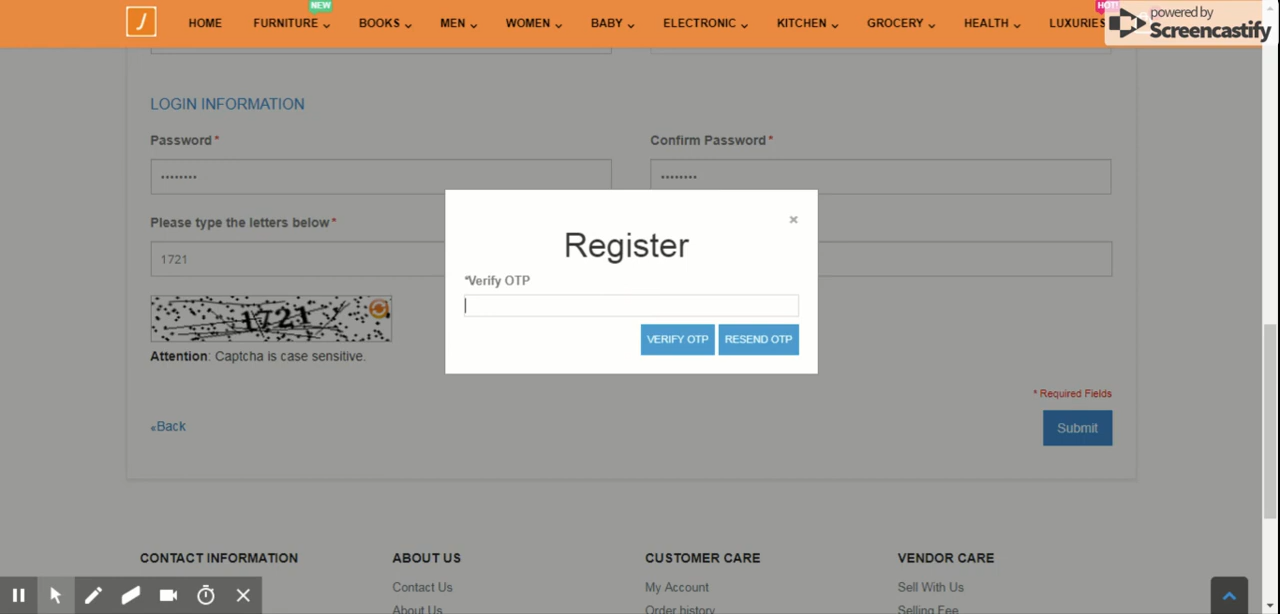 J HOME FURNITURE NEW BOOKS MEN WOMEN BABY ELECTRONIC KITCHEN GROCERY HEALTH LUXURIES HOT!
powered by
Screencastify
LOGIN INFORMATION
Password * Confirm Password *
•••••••• ••••••••
Please type the letters below *
1721
1721
Attention: Captcha is case sensitive.
×
Register
*Verify OTP
VERIFY OTP RESEND OTP
* Required Fields
«Back Submit
CONTACT INFORMATION ABOUT US CUSTOMER CARE VENDOR CARE
Contact Us My Account Sell With Us
About Us Order history Selling Fee